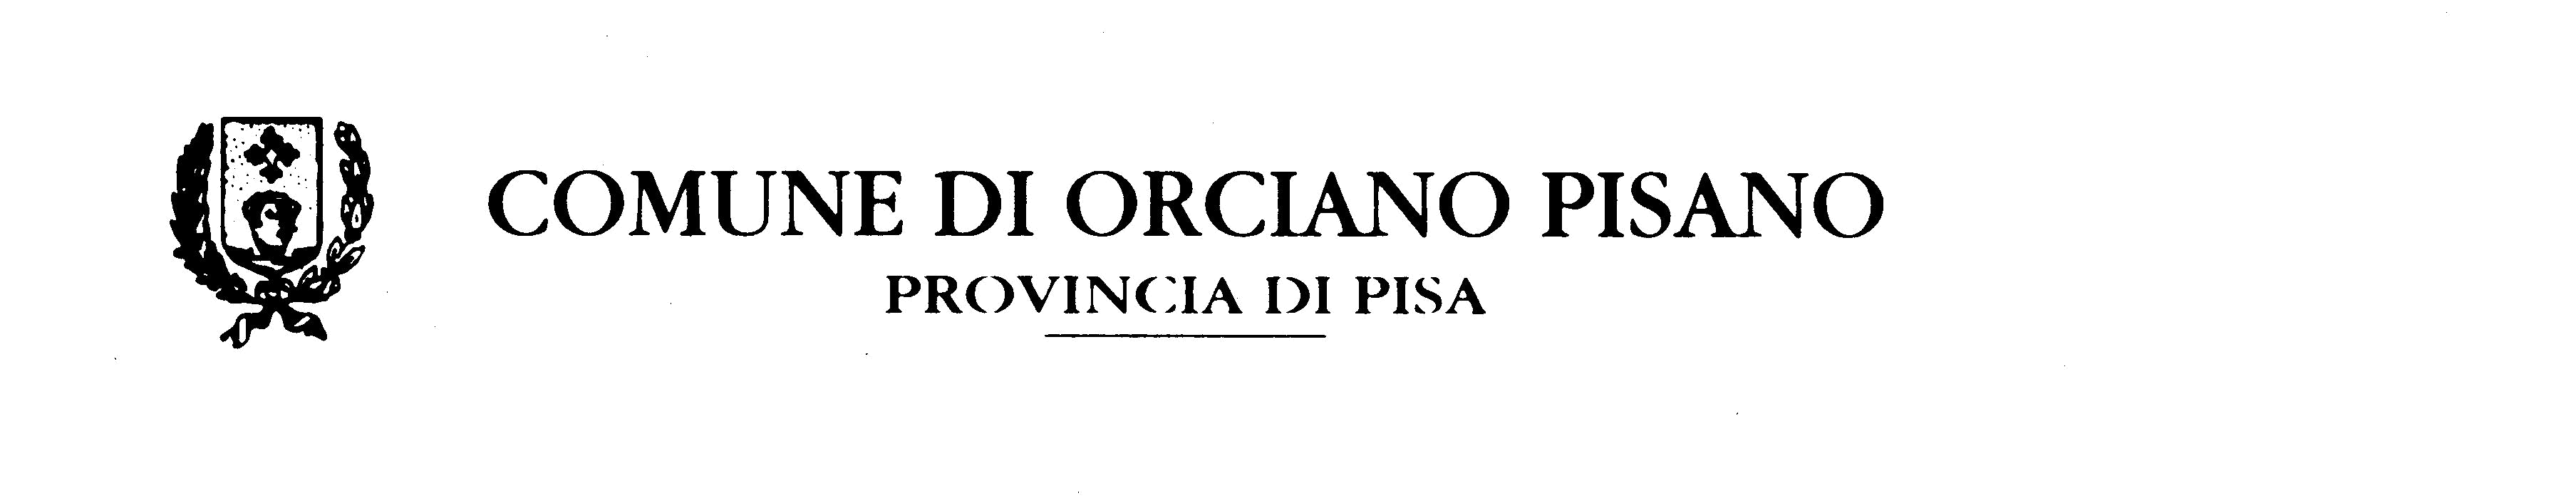 COMUNE DI ORCIANO PISANO
PROVINCIA DI PISA